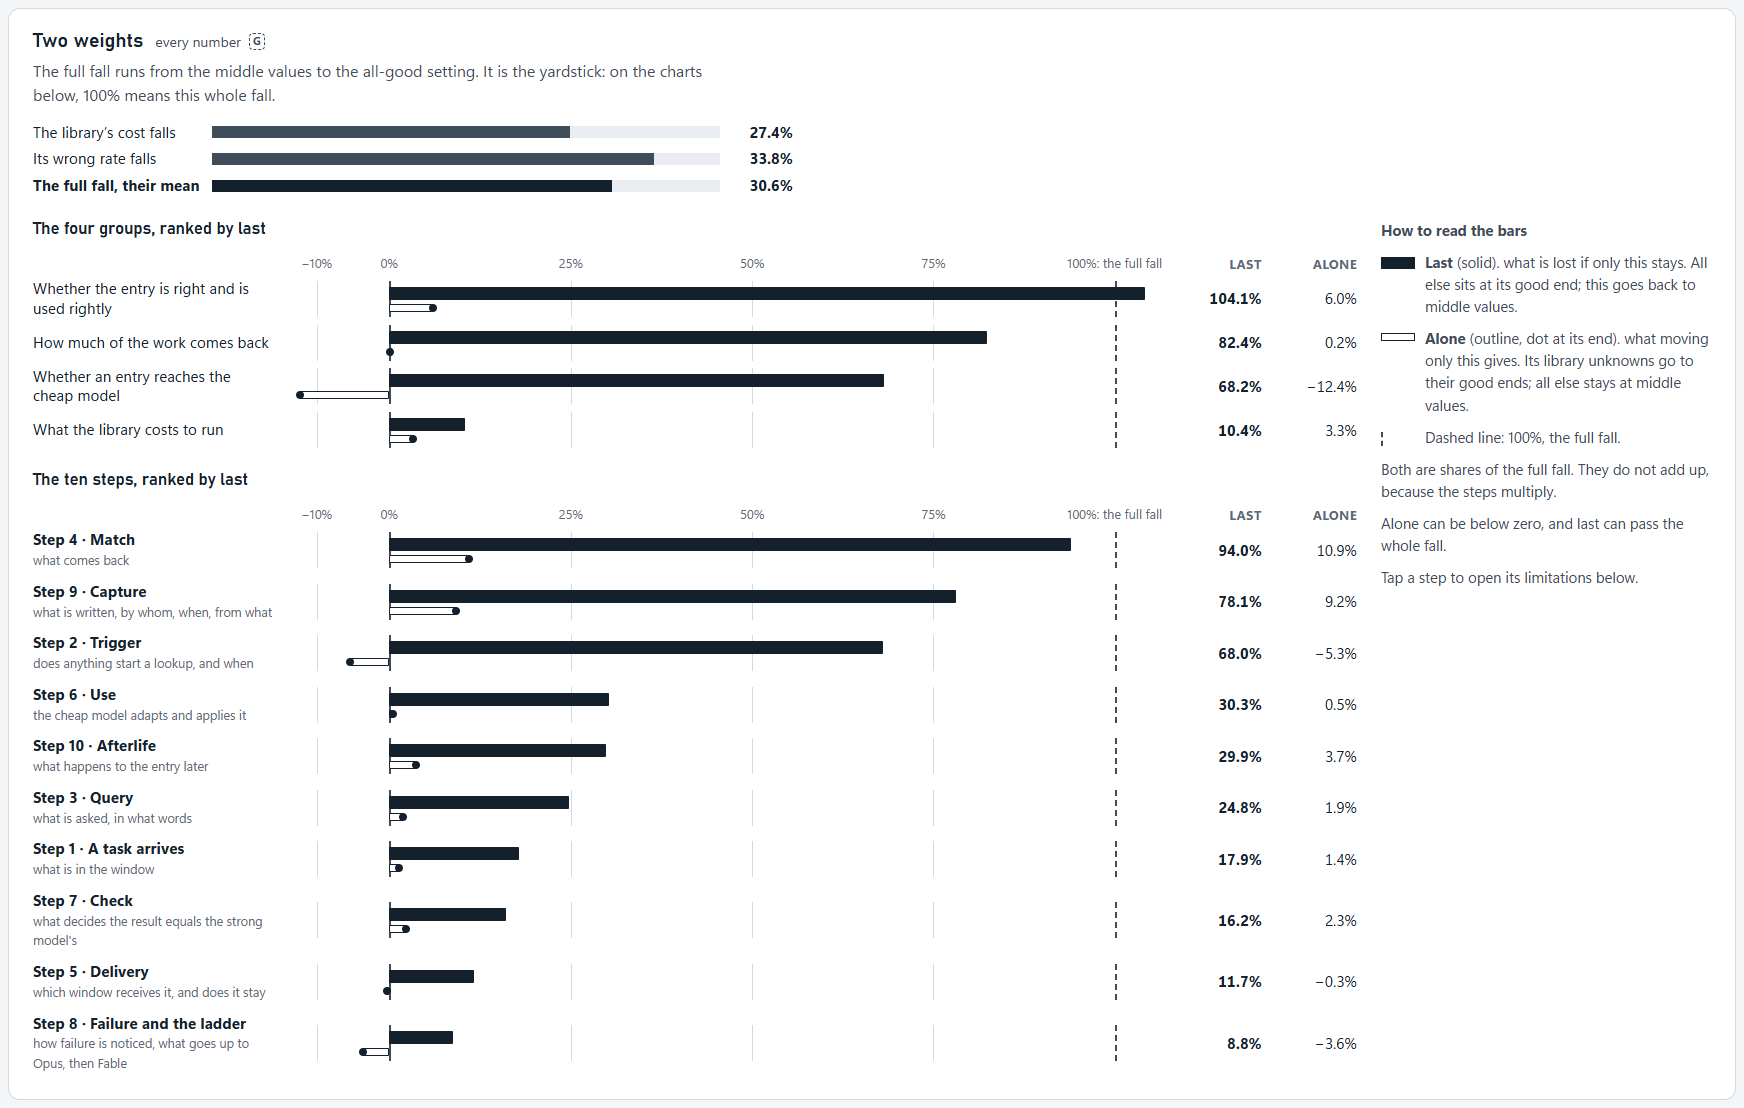 Two weights every number G
The full fall runs from the middle values to the all-good setting. It is the yardstick: on the charts
below, 100% means this whole fall.
The library’s cost falls 27.4%
Its wrong rate falls 33.8%
The full fall, their mean 30.6%
The four groups, ranked by last
−10% 0% 25% 50% 75% 100%: the full fall LAST ALONE
Whether the entry is right and is
used rightly
104.1% 6.0%
How much of the work comes back 82.4% 0.2%
Whether an entry reaches the
cheap model
68.2% −12.4%
What the library costs to run 10.4% 3.3%
The ten steps, ranked by last
−10% 0% 25% 50% 75% 100%: the full fall LAST ALONE
Step 4 · Match
what comes back
94.0% 10.9%
Step 9 · Capture
what is written, by whom, when, from what
78.1% 9.2%
Step 2 · Trigger
does anything start a lookup, and when
68.0% −5.3%
Step 6 · Use
the cheap model adapts and applies it
30.3% 0.5%
Step 10 · Afterlife
what happens to the entry later
29.9% 3.7%
Step 3 · Query
what is asked, in what words
24.8% 1.9%
Step 1 · A task arrives
what is in the window
17.9% 1.4%
Step 7 · Check
what decides the result equals the strong
model's
16.2% 2.3%
Step 5 · Delivery
which window receives it, and does it stay
11.7% −0.3%
Step 8 · Failure and the ladder
how failure is noticed, what goes up to
Opus, then Fable
8.8% −3.6%
How to read the bars
Last (solid). what is lost if only this stays. All
else sits at its good end; this goes back to
middle values.
Alone (outline, dot at its end). what moving
only this gives. Its library unknowns go to
their good ends; all else stays at middle
values.
Dashed line: 100%, the full fall.
Both are shares of the full fall. They do not add up,
because the steps multiply.
Alone can be below zero, and last can pass the
whole fall.
Tap a step to open its limitations below.